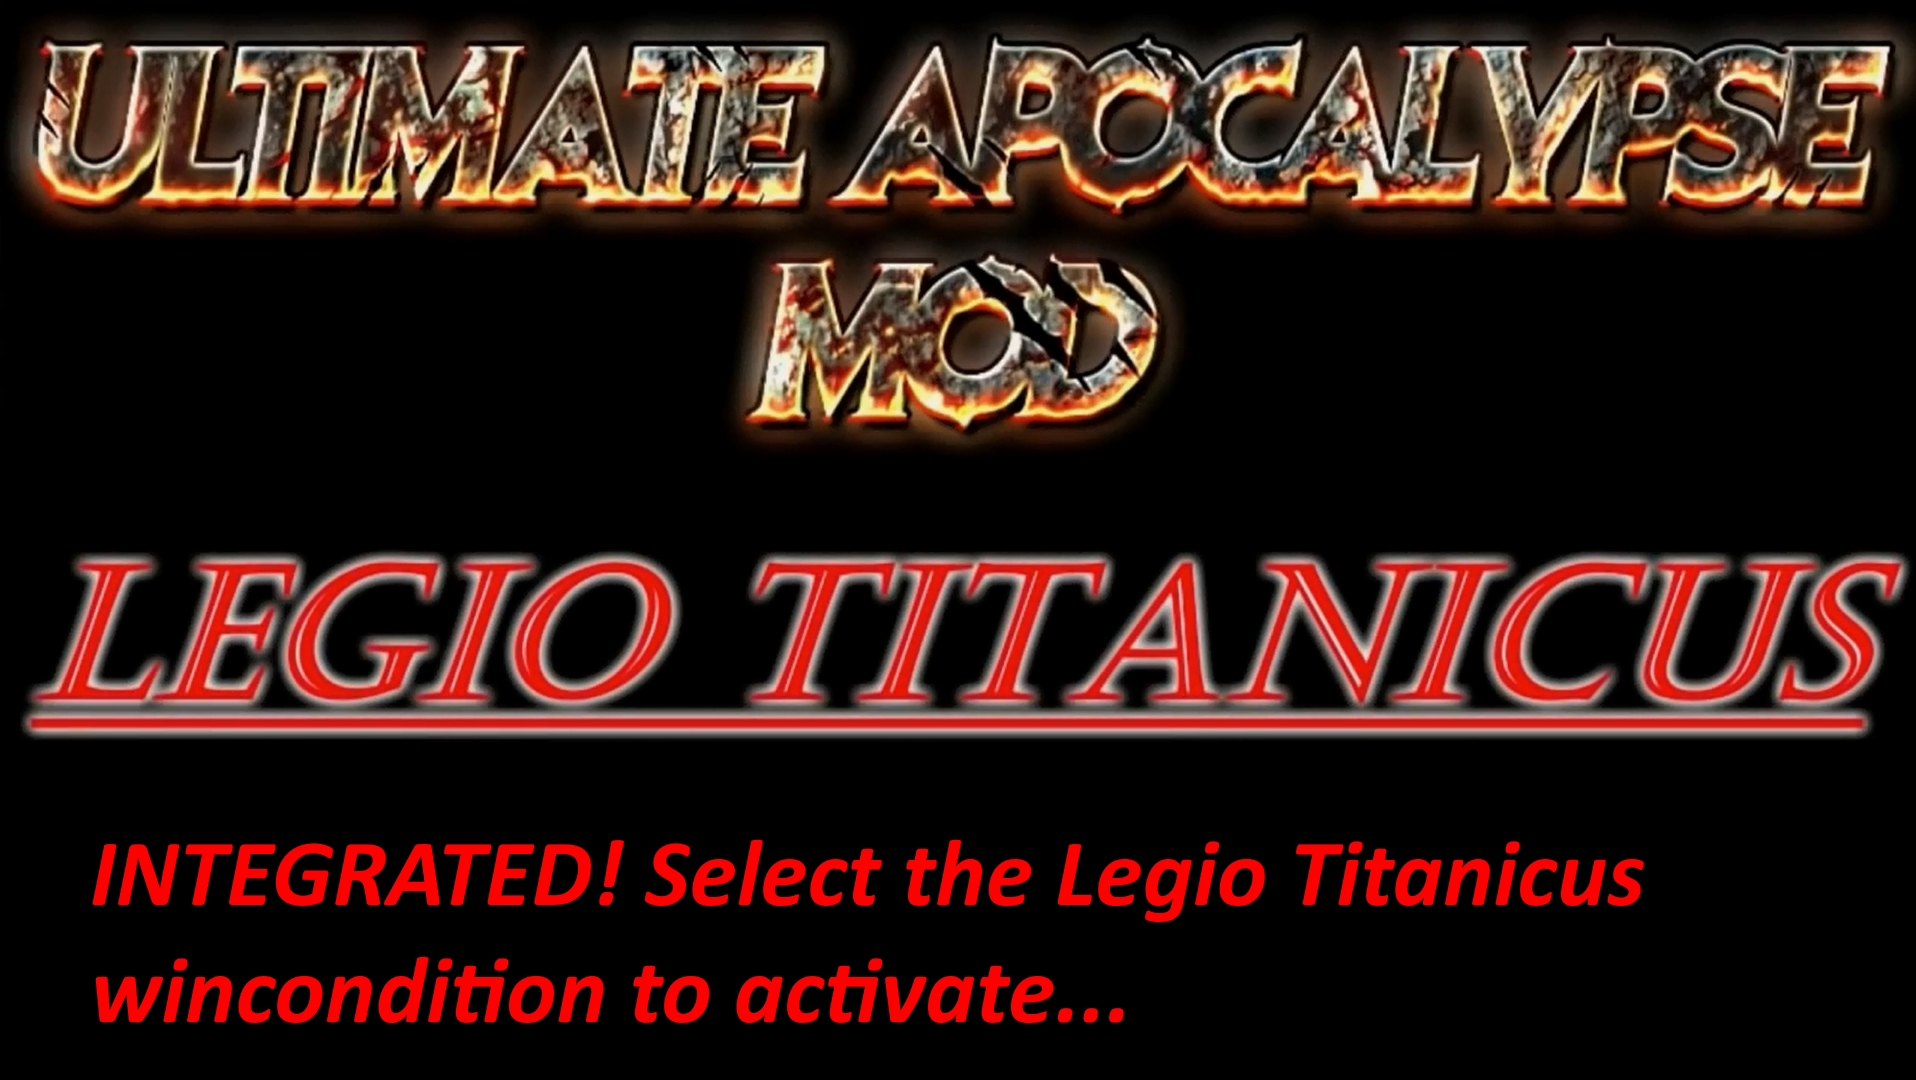 ULTIMATE APOCALYPSE
MOD
LEGIO TITANICUS
INTEGRATED! Select the Legio Titanicus
wincondition to activate...